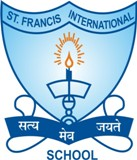 ST. FRANCIS INTERNATIONAL
सत्य मेव जयते
SCHOOL